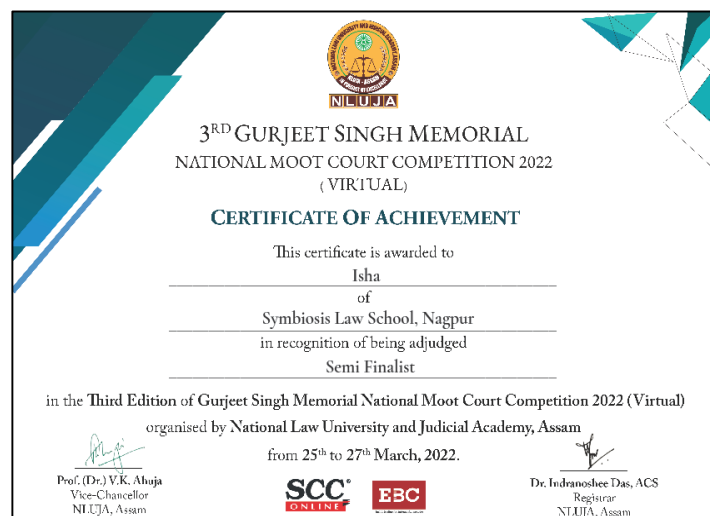 NLUJA
3RD GURJEET SINGH MEMORIAL
NATIONAL MOOT COURT COMPETITION 2022
( VIRTUAL)
CERTIFICATE OF ACHIEVEMENT
This certificate is awarded to
Isha
of
Symbiosis Law School, Nagpur
in recognition of being adjudged
Semi Finalist
in the Third Edition of Gurjeet Singh Memorial National Moot Court Competition 2022 (Virtual)
organised by National Law University and Judicial Academy, Assam
from 25th to 27th March, 2022.
Prof. (Dr.) V.K. Ahuja
Vice-Chancellor
NLUJA, Assam
SCC®
ONLINE
EBC
Dr. Indranoshee Das, ACS
Registrar
NLUJA, Assam